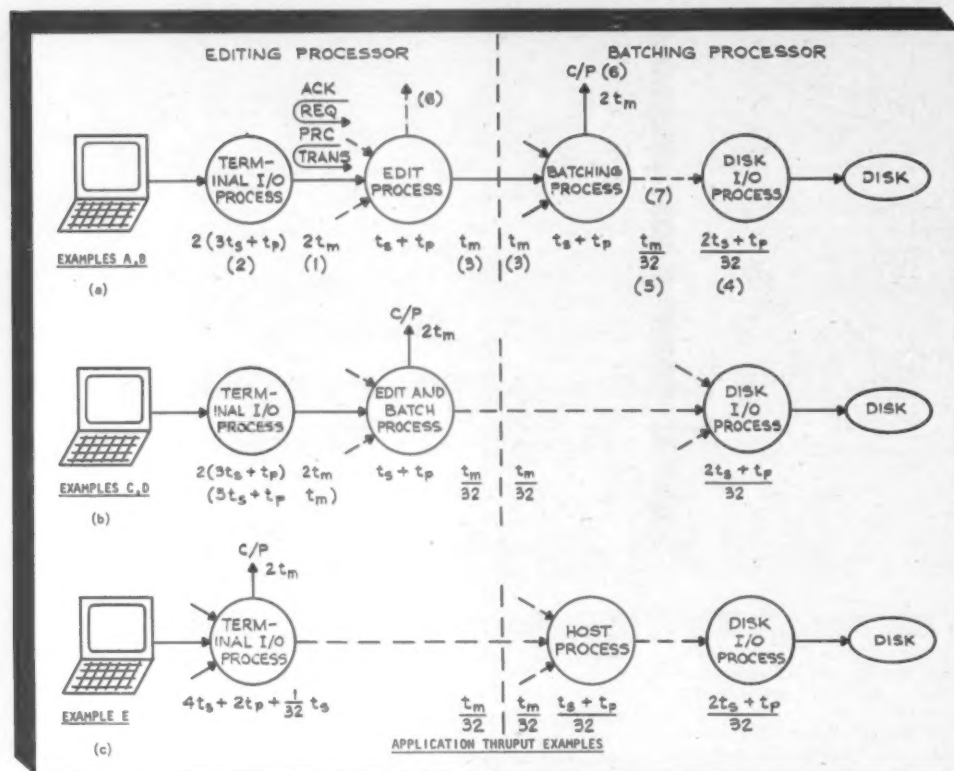 EDITING PROCESSOR
BATCHING PROCESSOR
ACK
REQ
PRC
TRANS
(6)
C/P (6)
2tm
TERM-
INAL I/O
PROCESS
EDIT
PROCESS
BATCHING
PROCESS
(7)
DISK
I/O
PROCESS
DISK
2(3ts + tp)
(2)
2tm
(1)
ts + tp
tm
(3)
tm
(3)
ts + tp
tm
32
(5)
2ts + tp
32
(4)
EXAMPLES A,B
(a)
C/P
2tm
TERM-
INAL I/O
PROCESS
EDIT AND
BATCH
PROCESS
DISK
I/O
PROCESS
DISK
2(3ts + tp)
(5ts + tp
2tm
tm)
ts + tp
tm
32
tm
32
2ts + tp
32
EXAMPLES C,D
(b)
C/P
2tm
TERM-
INAL I/O
PROCESS
HOST
PROCESS
DISK
I/O
PROCESS
DISK
4ts + 2tp + 1/32 ts
tm
32
tm
32
ts + tp
32
2ts + tp
32
EXAMPLE E
(c)
APPLICATION THRUPUT EXAMPLES